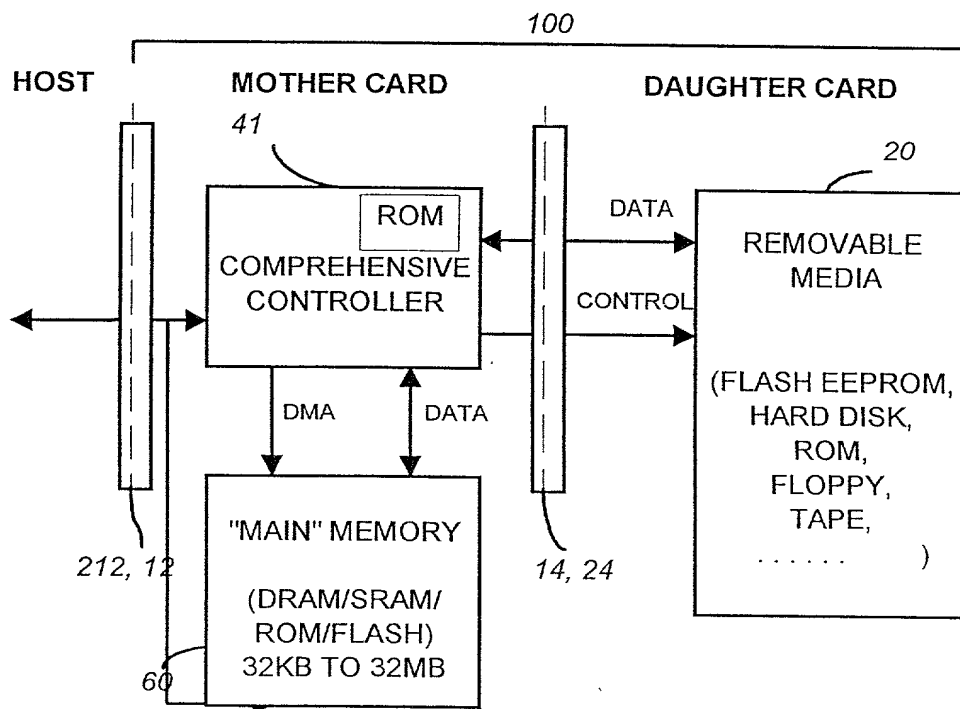 100
HOST
MOTHER CARD
DAUGHTER CARD
41
20
ROM
COMPREHENSIVE
CONTROLLER
DATA
CONTROL
REMOVABLE
MEDIA
(FLASH EEPROM,
HARD DISK,
ROM,
FLOPPY,
TAPE,
. . . . . . )
DMA
DATA
"MAIN" MEMORY
(DRAM/SRAM/
ROM/FLASH)
32KB TO 32MB
212, 12
14, 24
60